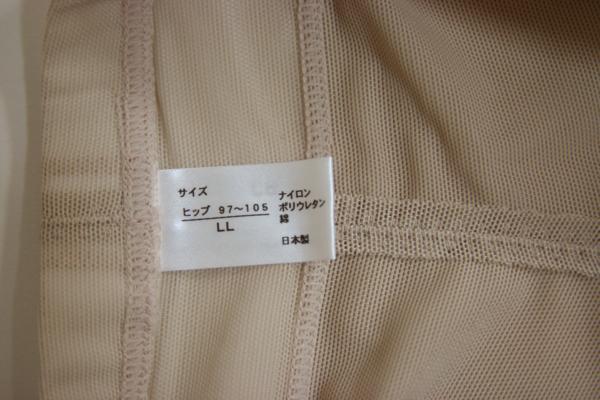 サイズ
ヒップ 97～105
LL
ナイロン
ポリウレタン
綿
日本製